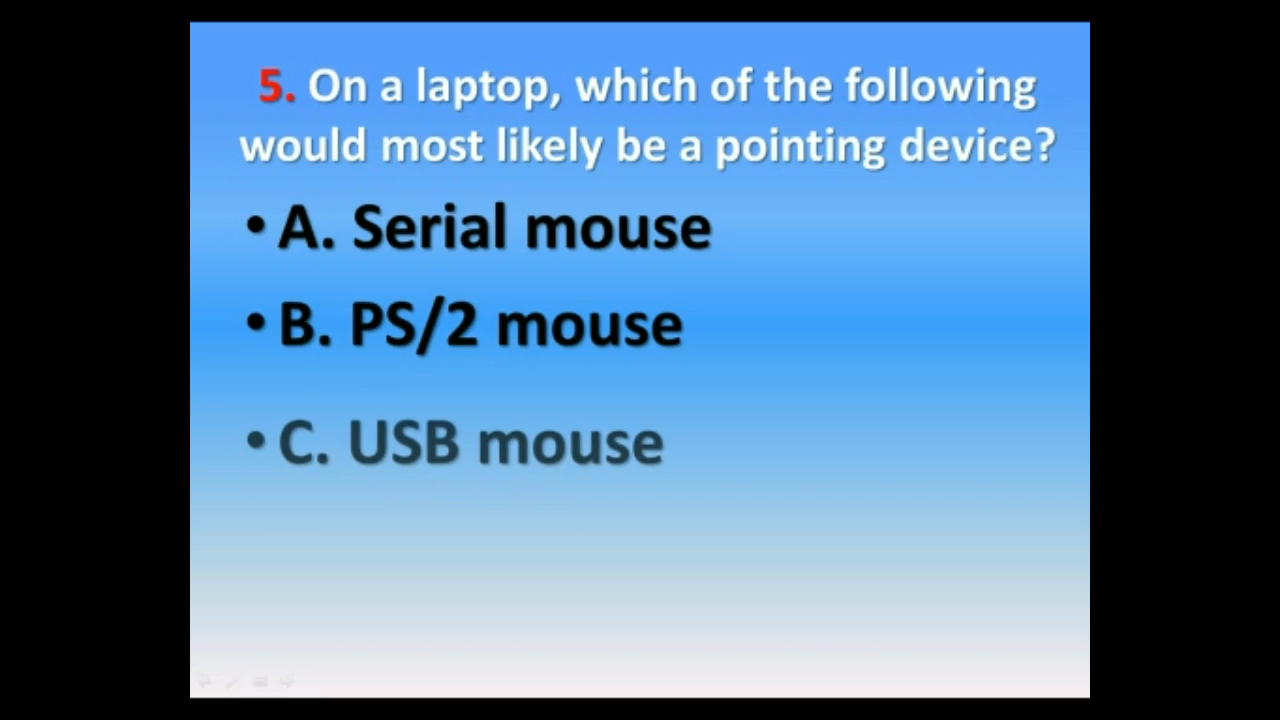 5. On a laptop, which of the following
would most likely be a pointing device?
• A. Serial mouse
• B. PS/2 mouse
• C. USB mouse